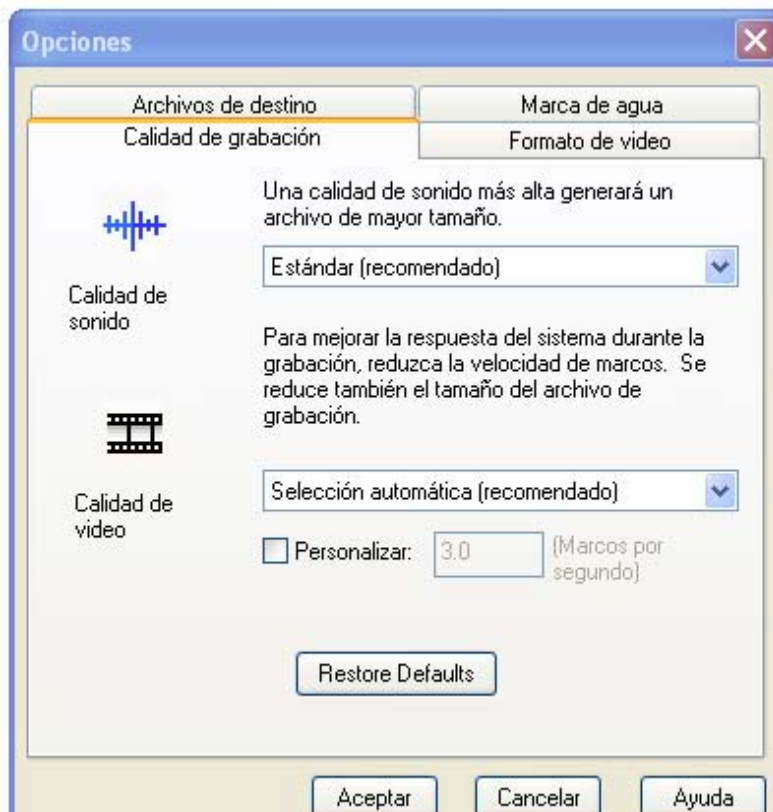 Opciones
Archivos de destino
Marca de agua
Calidad de grabación
Formato de video
Una calidad de sonido más alta generará un
archivo de mayor tamaño.
Estándar (recomendado)
Calidad de
sonido
Para mejorar la respuesta del sistema durante la
grabación, reduzca la velocidad de marcos.  Se
reduce también el tamaño del archivo de
grabación.
Selección automática (recomendado)
Calidad de
video
Personalizar:
3.0
(Marcos por
segundo)
Restore Defaults
Aceptar
Cancelar
Ayuda